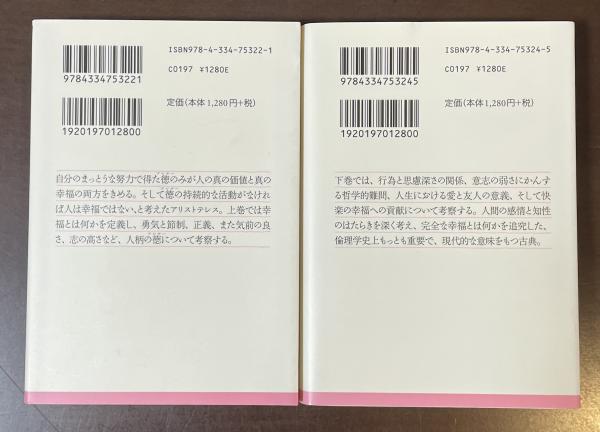 ISBN978-4-334-75322-1
C0197 ¥1280E
9784334753221
定価(本体1,280円+税)
1920197012800
自分のまっとうな努力で得た徳のみが人の真の価値と真の
幸福の両方をきめる。そして徳の持続的な活動がなけれ
ば人は幸福ではない、と考えたアリストテレス。上巻では幸
福とは何かを定義し、勇気と節制、正義、また気前の良
さ、志の高さなど、人柄の徳について考察する。
ISBN978-4-334-75324-5
C0197 ¥1280E
9784334753245
定価(本体1,280円+税)
1920197012800
下巻では、行為と思慮深さの関係、意志の弱さにかんす
る哲学的難問、人生における愛と友人の意義、そして快
楽の幸福への貢献について考察する。人間の感情と知性
のはたらきを深く考え、完全な幸福とは何かを追究した、
倫理学史上もっとも重要で、現代的な意味をもつ古典。